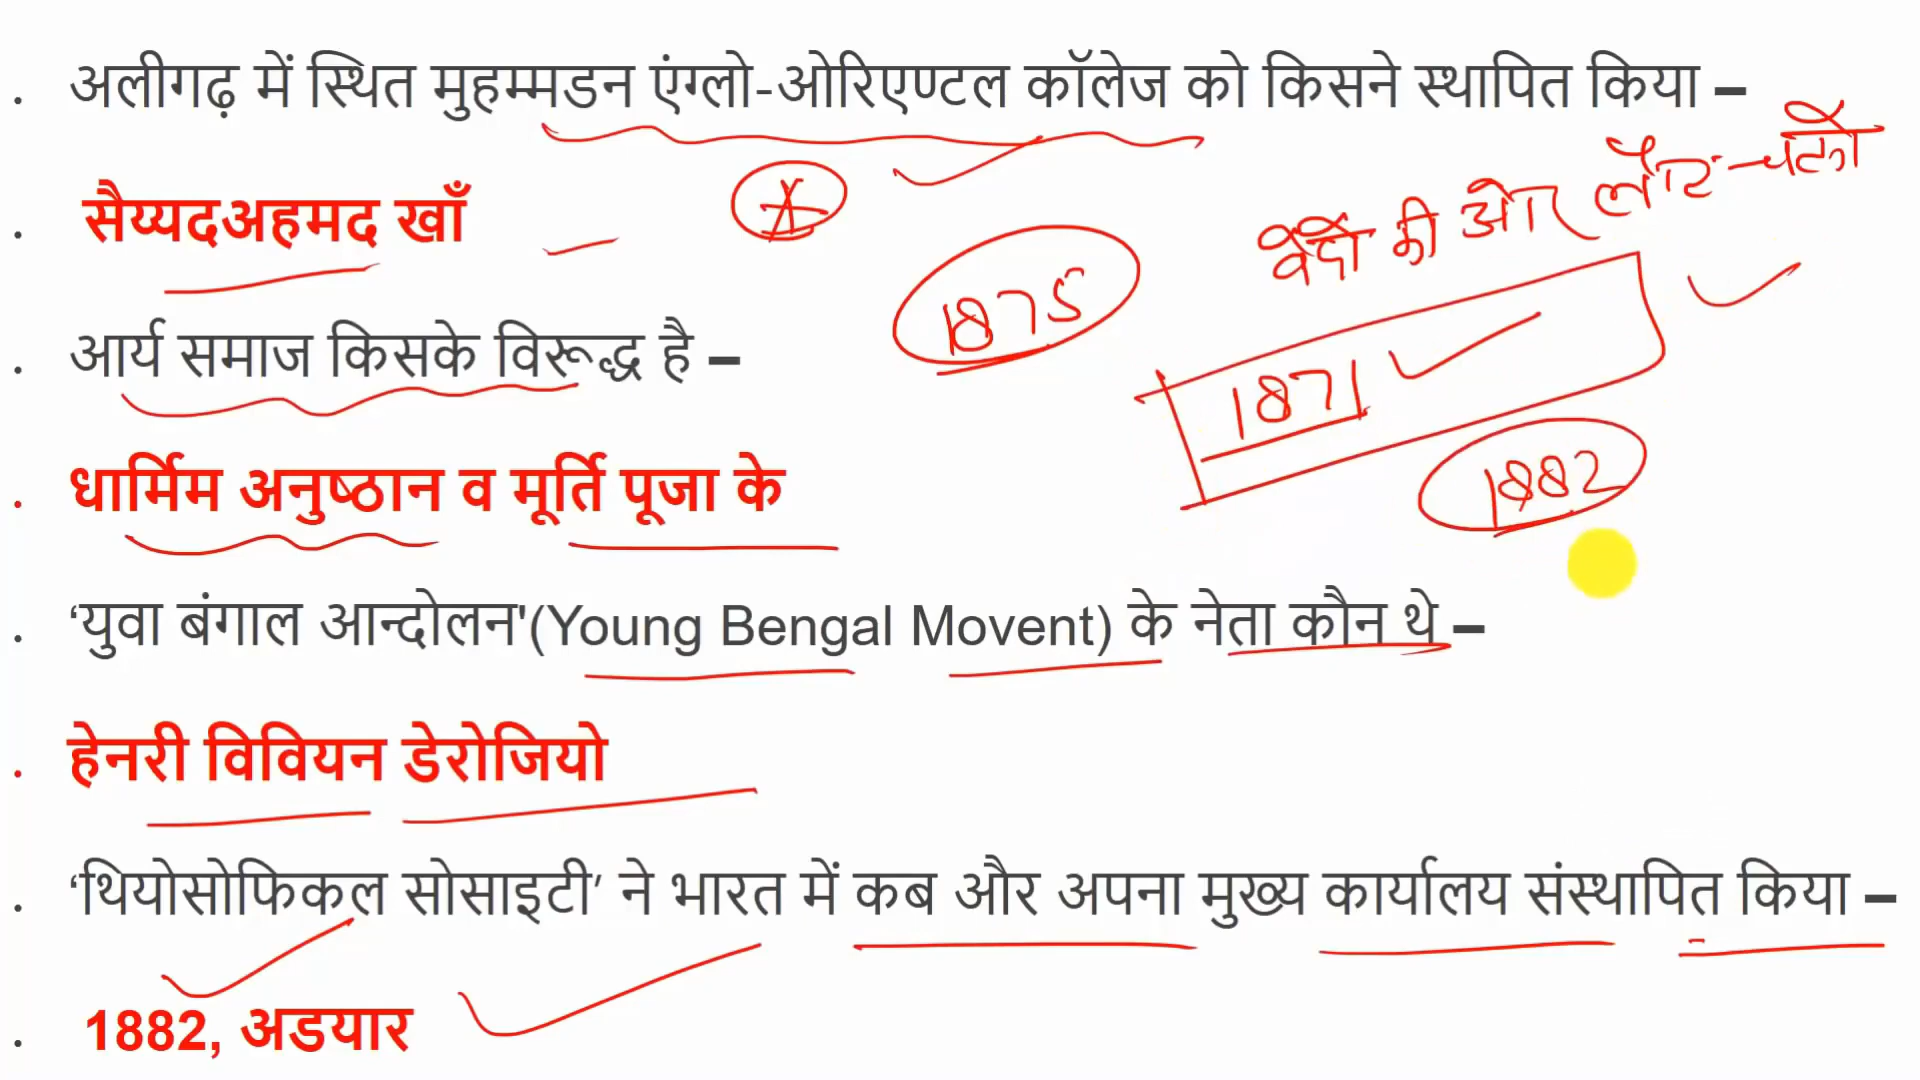 . अलीगढ़ में स्थित मुहम्मडन एंग्लो-ओरिएण्टल कॉलेज को किसने स्थापित किया –
. सैय्यदअहमद खाँ
वेदो की ओर लौट चलो
1875
. आर्य समाज किसके विरूद्ध है –
1871
1882
. धार्मिम अनुष्ठान व मूर्ति पूजा के
. ‘युवा बंगाल आन्दोलन'(Young Bengal Movent) के नेता कौन थे –
. हेनरी विवियन डेरोजियो
. ‘थियोसोफिकल सोसाइटी’ ने भारत में कब और अपना मुख्य कार्यालय संस्थापित किया –
. 1882, अडयार